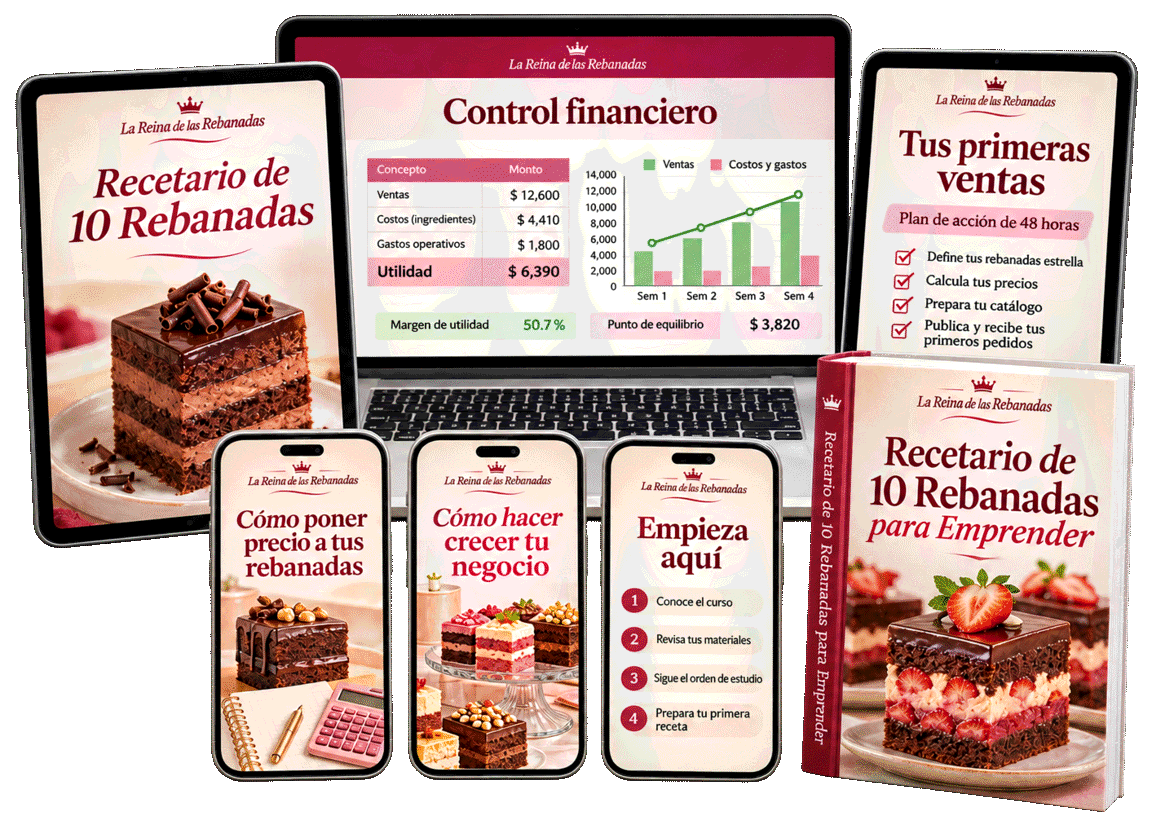 La Reina de las Rebanadas
Recetario de
10 Rebanadas
La Reina de las Rebanadas
Control financiero
Concepto Monto
Ventas $ 12,600
Costos (ingredientes) $ 4,410
Gastos operativos $ 1,800
Utilidad $ 6,390
Ventas Costos y gastos
14,000
12,000
10,000
8,000
6,000
4,000
2,000
0
Sem 1 Sem 2 Sem 3 Sem 4
Margen de utilidad 50.7 %
Punto de equilibrio $ 3,820
La Reina de las Rebanadas
Tus primeras
ventas
Plan de acción de 48 horas
Define tus rebanadas estrella
Calcula tus precios
Prepara tu catálogo
Publica y recibe tus
primeros pedidos
La Reina de las Rebanadas
Cómo poner
precio a tus
rebanadas
La Reina de las Rebanadas
Cómo hacer
crecer tu
negocio
La Reina de las Rebanadas
Empieza
aquí
1 Conoce el curso
2 Revisa tus materiales
3 Sigue el orden de estudio
4 Prepara tu primera
receta
Recetario de 10 Rebanadas para Emprender
La Reina de las Rebanadas
Recetario de
10 Rebanadas
para Emprender